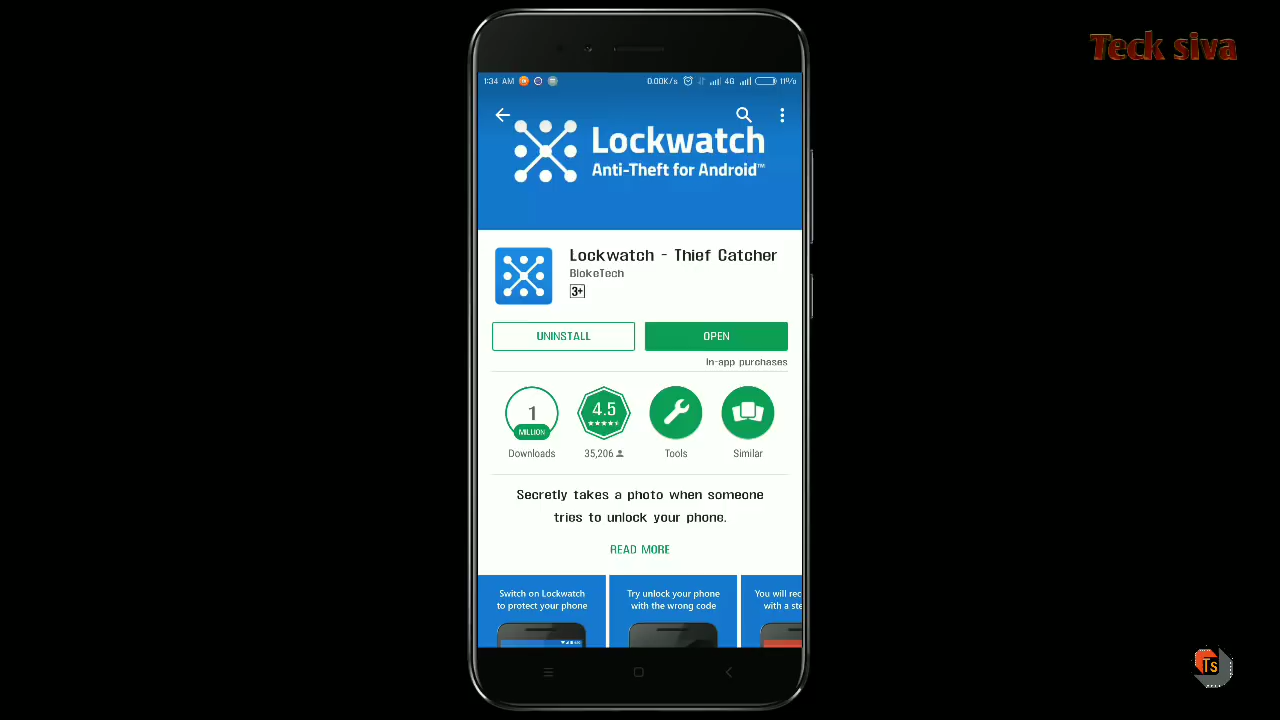 Teck siva
1:34 AM
0.00K/s 4G 11%
Lockwatch
Anti-Theft for Android™
Lockwatch - Thief Catcher
BlokeTech
3+
UNINSTALL OPEN
In-app purchases
1 4.5
MILLION
Downloads 35,206 Tools Similar
Secretly takes a photo when someone
tries to unlock your phone.
READ MORE
Switch on Lockwatch
to protect your phone
Try unlock your phone
with the wrong code
You will rec
with a ste
Ts